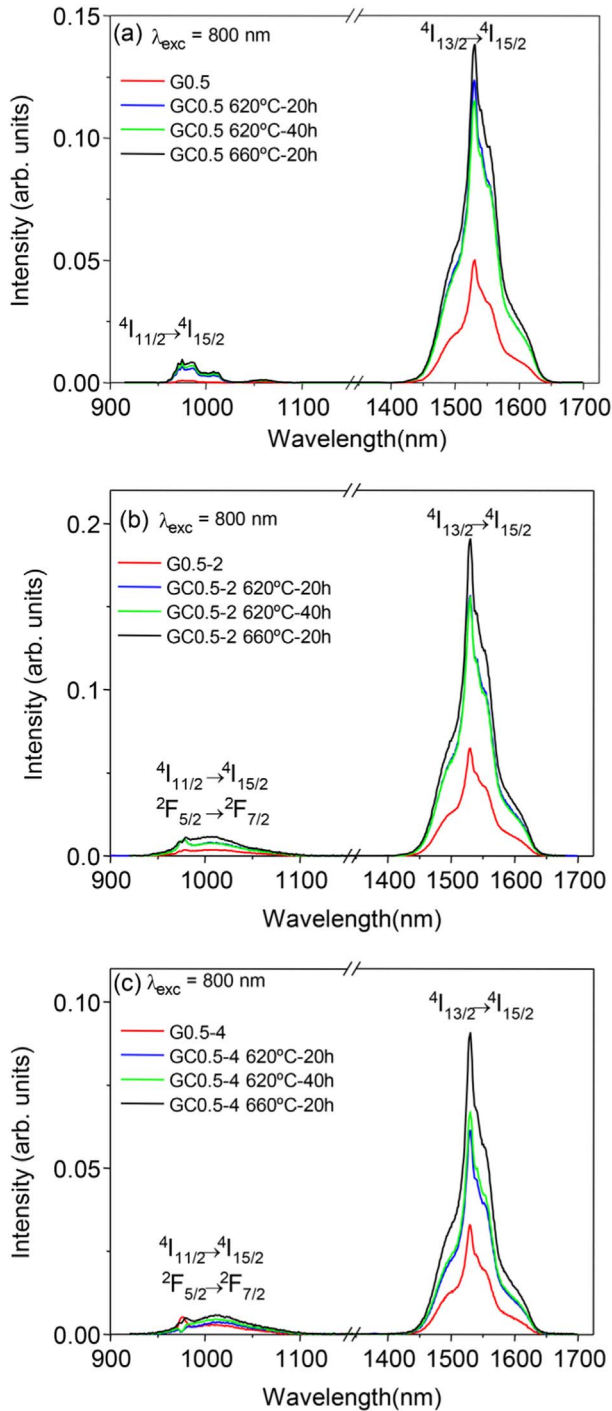 (a) λexc = 800 nm
⁴I13/2→⁴I15/2
G0.5
GC0.5 620ºC-20h
GC0.5 620ºC-40h
GC0.5 660ºC-20h
⁴I11/2→⁴I15/2
Intensity (arb. units)
0.15
0.10
0.05
0.00
900 1000 1100 1400 1500 1600 1700
Wavelength(nm)
(b) λexc = 800 nm
⁴I13/2→⁴I15/2
G0.5-2
GC0.5-2 620ºC-20h
GC0.5-2 620ºC-40h
GC0.5-2 660ºC-20h
⁴I11/2→⁴I15/2
²F5/2→²F7/2
Intensity (arb. units)
0.2
0.1
0.0
900 1000 1100 1400 1500 1600 1700
Wavelength(nm)
(c) λexc = 800 nm
⁴I13/2→⁴I15/2
G0.5-4
GC0.5-4 620ºC-20h
GC0.5-4 620ºC-40h
GC0.5-4 660ºC-20h
⁴I11/2→⁴I15/2
²F5/2→²F7/2
Intensity (arb. units)
0.10
0.05
0.00
900 1000 1100 1400 1500 1600 1700
Wavelength(nm)